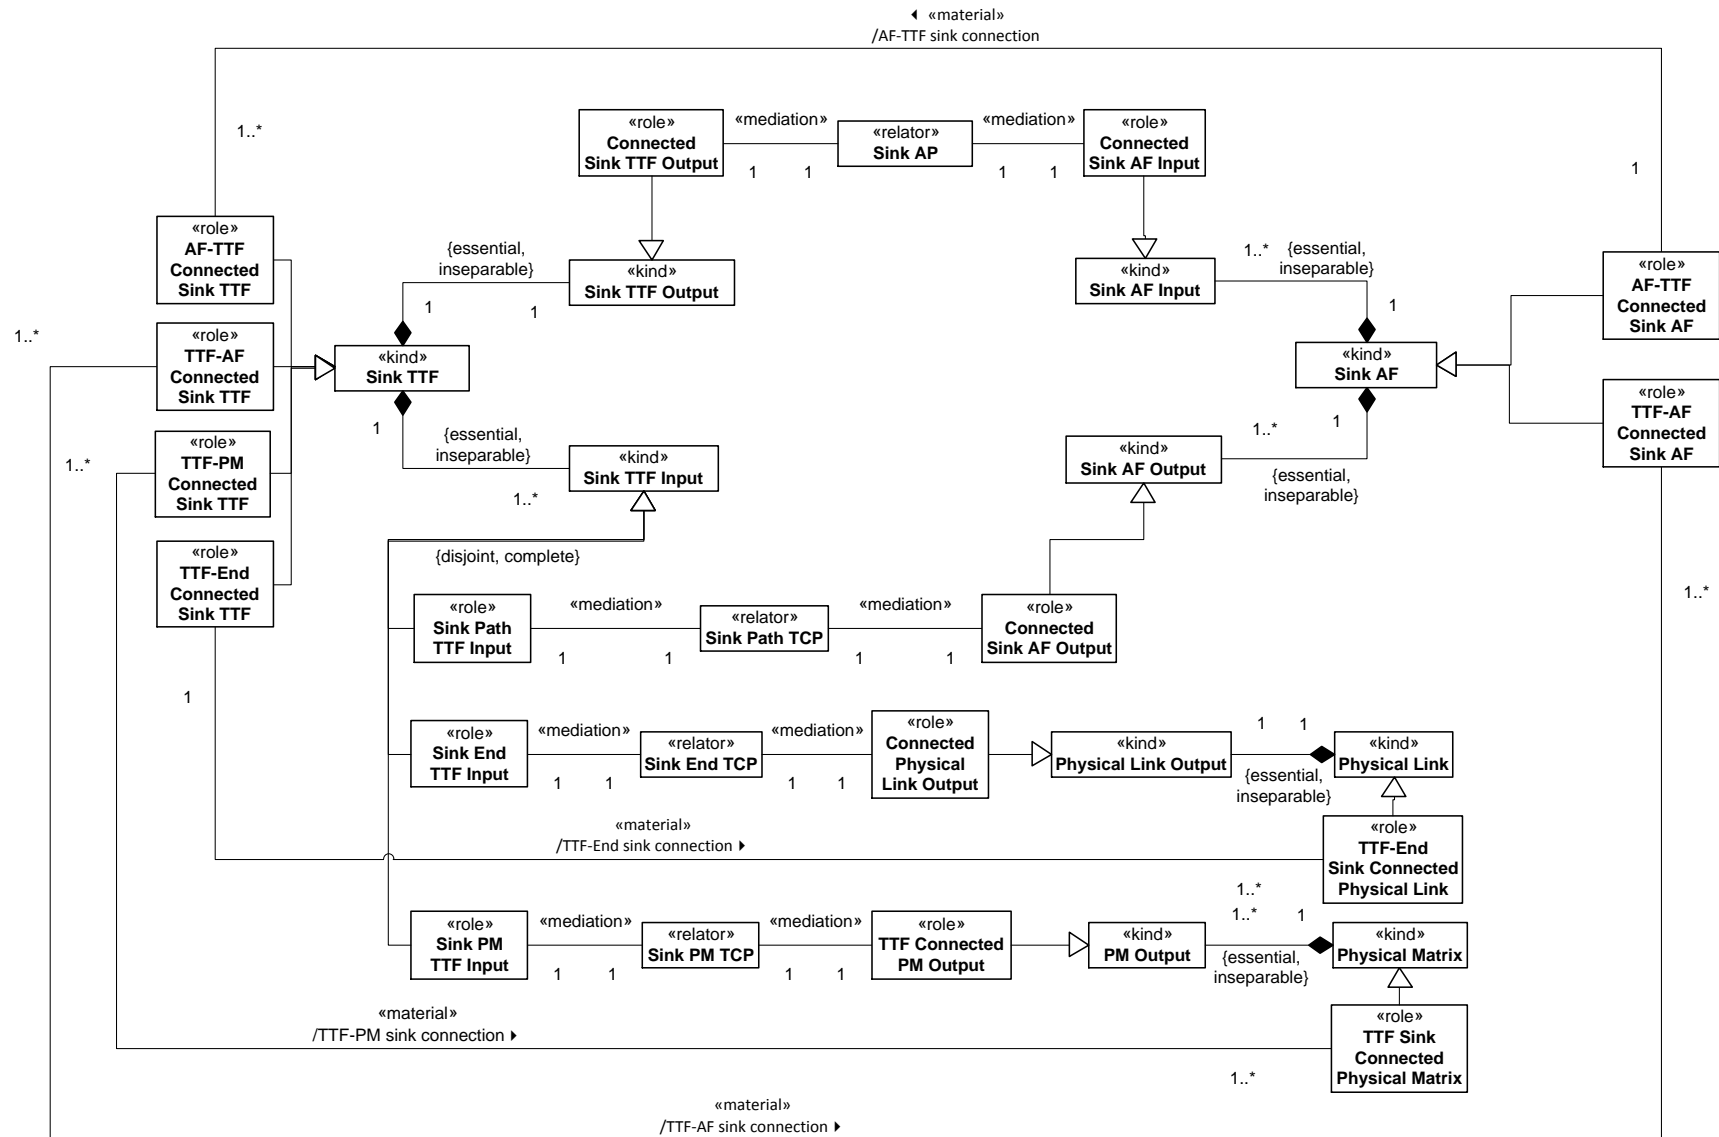 ◄ «material»
/AF-TTF sink connection
1..*
1
«role»
Connected
Sink TTF Output
«mediation»
1
1
«relator»
Sink AP
«mediation»
1
1
«role»
Connected
Sink AF Input
«role»
AF-TTF
Connected
Sink TTF
{essential,
inseparable}
1
1
«kind»
Sink TTF Output
«kind»
Sink AF Input
1..*
{essential,
inseparable}
1
«role»
AF-TTF
Connected
Sink AF
1..*
«role»
TTF-AF
Connected
Sink TTF
«kind»
Sink TTF
«kind»
Sink AF
«role»
TTF-AF
Connected
Sink AF
1..*
«role»
TTF-PM
Connected
Sink TTF
1
{essential,
inseparable}
1..*
«kind»
Sink TTF Input
«kind»
Sink AF Output
1..*
1
{essential,
inseparable}
«role»
TTF-End
Connected
Sink TTF
1
{disjoint, complete}
1..*
«role»
Sink Path
TTF Input
«mediation»
1
1
«relator»
Sink Path TCP
«mediation»
1
1
«role»
Connected
Sink AF Output
«role»
Sink End
TTF Input
«mediation»
1
1
«relator»
Sink End TCP
«mediation»
1
1
«role»
Connected
Physical
Link Output
«kind»
Physical Link Output
1
1
{essential,
inseparable}
«kind»
Physical Link
«material»
/TTF-End sink connection ►
«role»
TTF-End
Sink Connected
Physical Link
1..*
«role»
Sink PM
TTF Input
«mediation»
1
1
«relator»
Sink PM TCP
«mediation»
1
1
«role»
TTF Connected
PM Output
«kind»
PM Output
1..*
1
{essential,
inseparable}
«kind»
Physical Matrix
«material»
/TTF-PM sink connection ►
«role»
TTF Sink
Connected
Physical Matrix
1..*
«material»
/TTF-AF sink connection ►